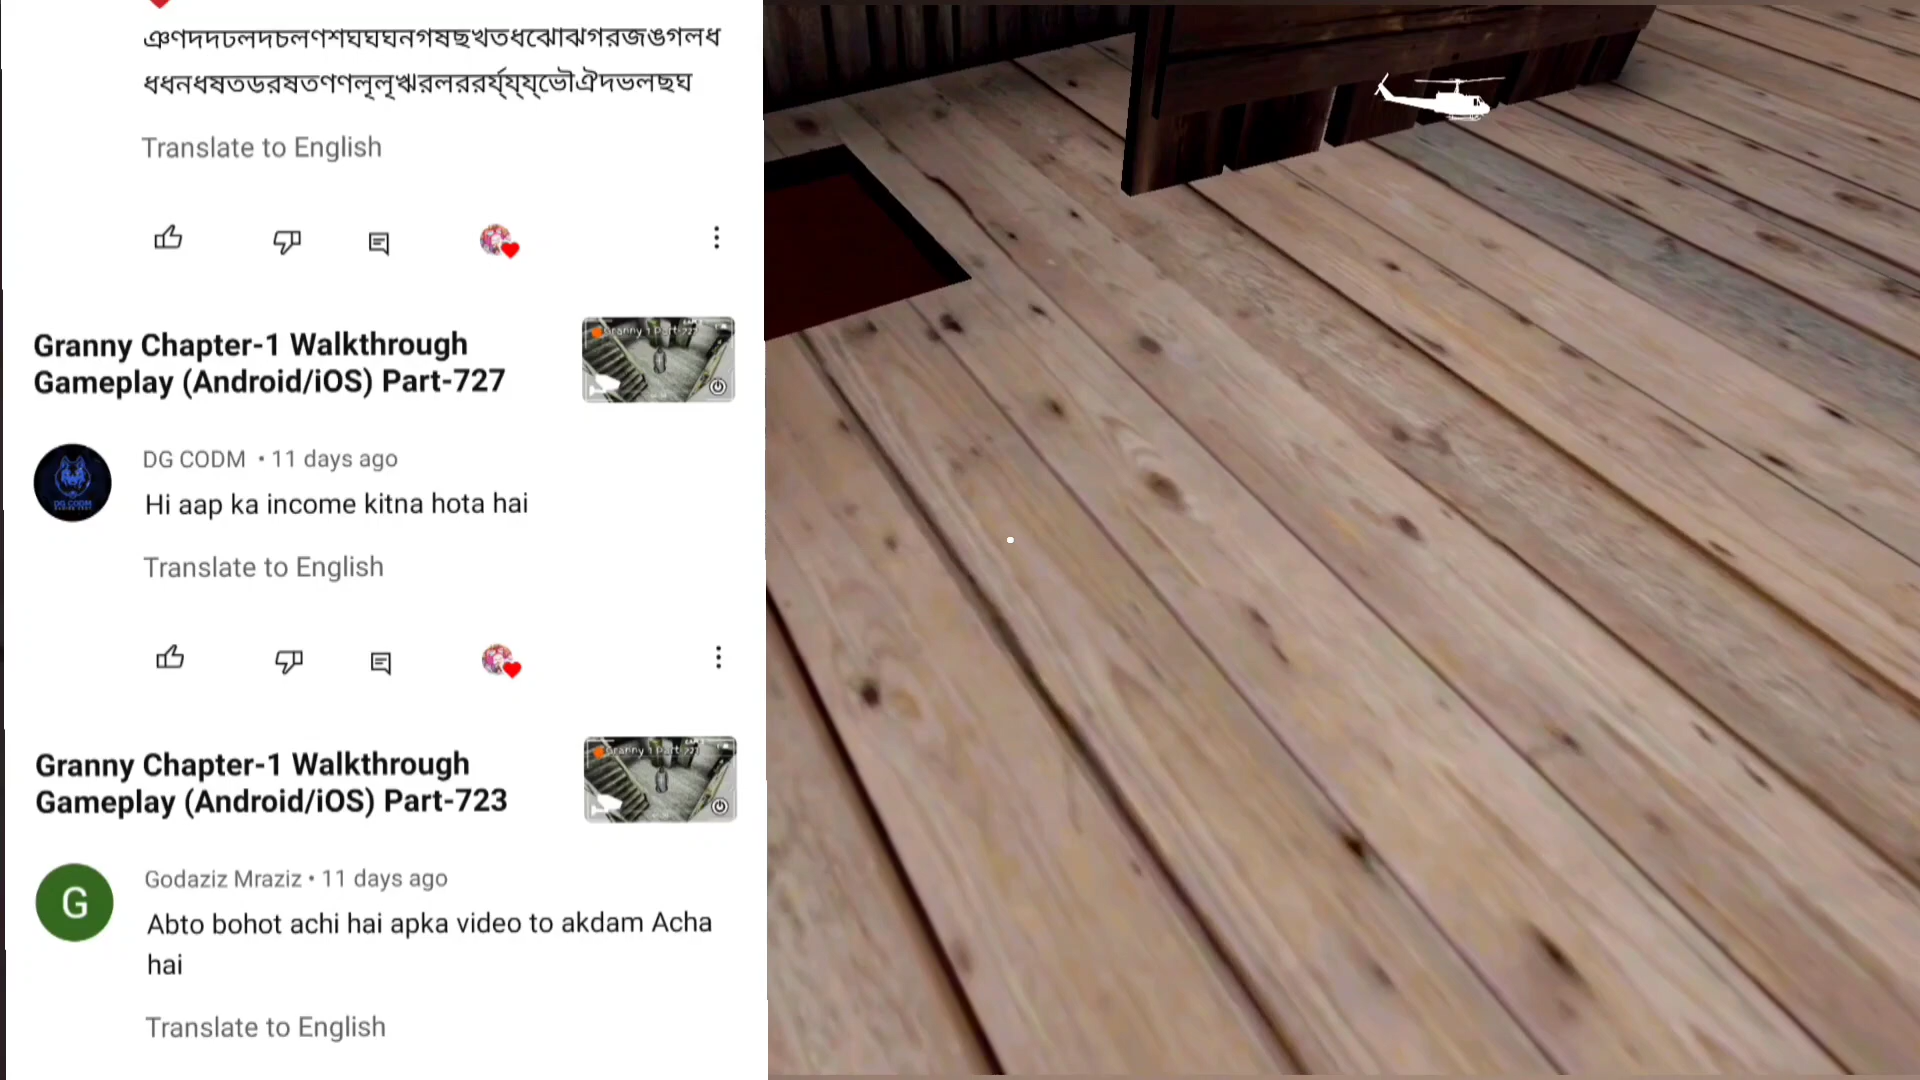 ঞণদদঢলদচলণশঘঘঘনগষছখতধঝোঝগরজঙগলধ
ধধনধষতডরষতণণলৃলৃঋরলররর্য্য্য্ভৌঐদভলছঘ
Translate to English
Granny Chapter-1 Walkthrough
Gameplay (Android/iOS) Part-727
DG CODM • 11 days ago
Hi aap ka income kitna hota hai
Translate to English
Granny Chapter-1 Walkthrough
Gameplay (Android/iOS) Part-723
G
Godaziz Mraziz • 11 days ago
Abto bohot achi hai apka video to akdam Acha
hai
Translate to English